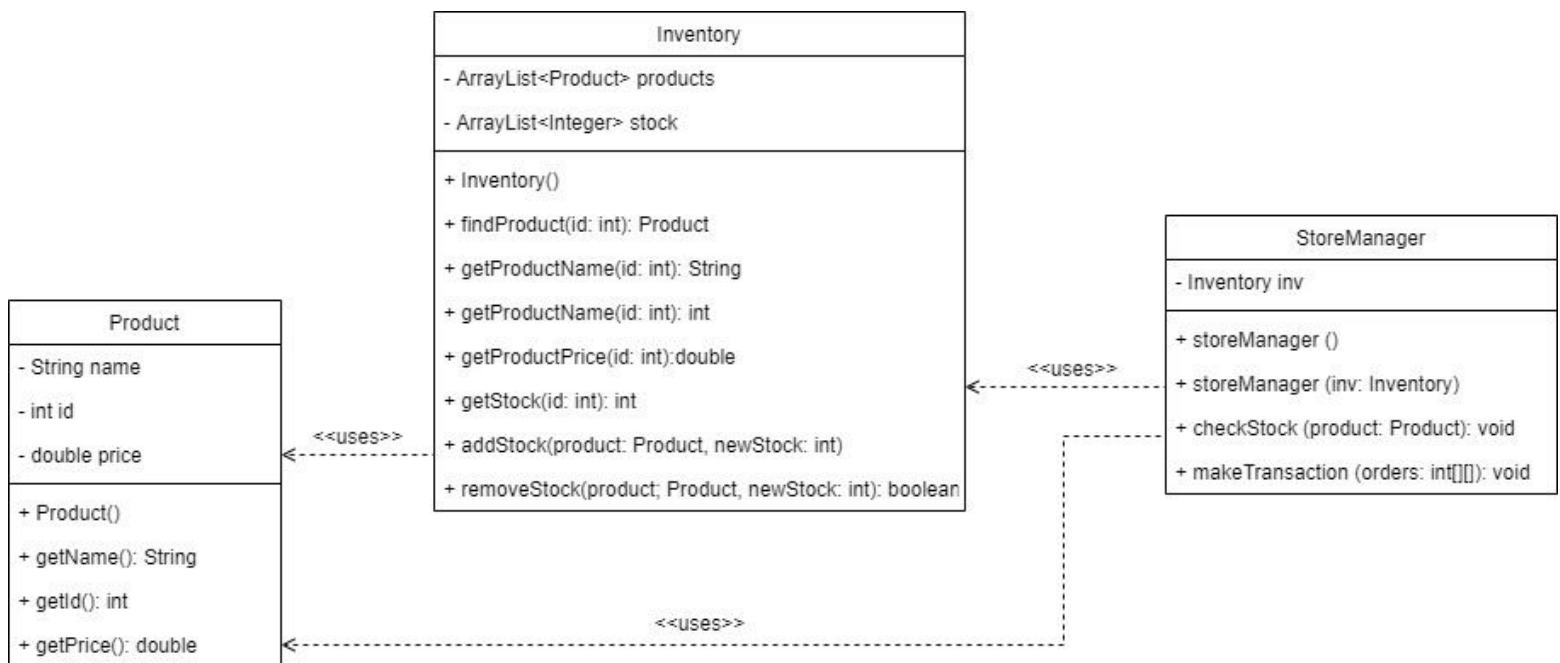 Inventory
- ArrayList<Product> products
- ArrayList<Integer> stock
+ Inventory()
+ findProduct(id: int): Product
+ getProductName(id: int): String
+ getProductName(id: int): int
+ getProductPrice(id: int):double
+ getStock(id: int): int
+ addStock(product: Product, newStock: int)
+ removeStock(product; Product, newStock: int): boolean
StoreManager
- Inventory inv
+ storeManager ()
+ storeManager (inv: Inventory)
+ checkStock (product: Product): void
+ makeTransaction (orders: int[][]): void
Product
- String name
- int id
- double price
+ Product()
+ getName(): String
+ getId(): int
+ getPrice(): double
<<uses>>
<<uses>>
<<uses>>